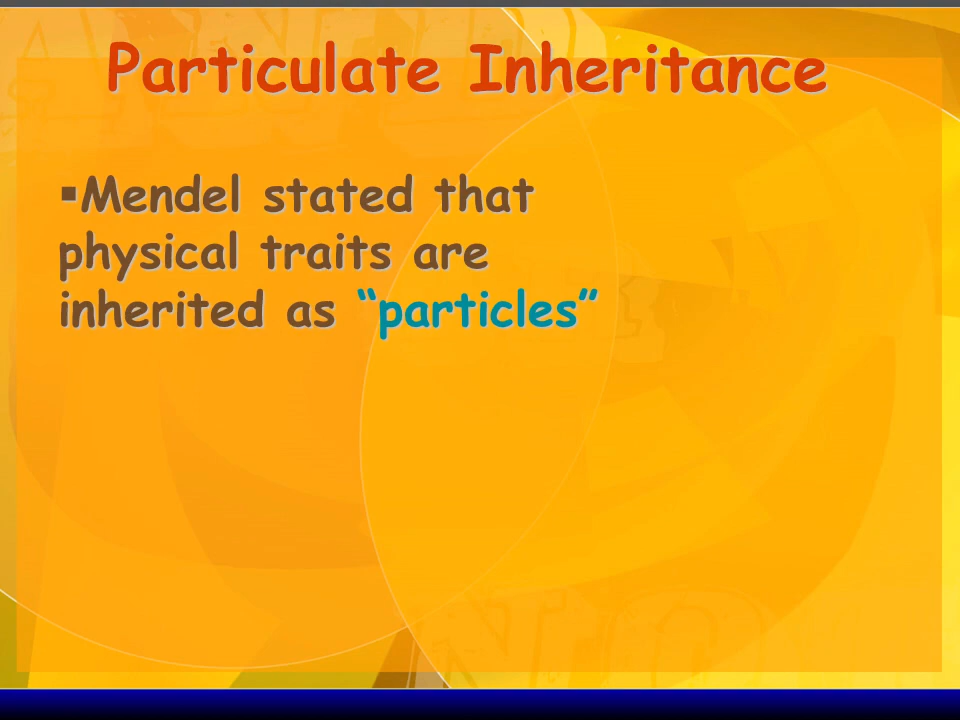 Particulate Inheritance
▪Mendel stated that
physical traits are
inherited as “particles”